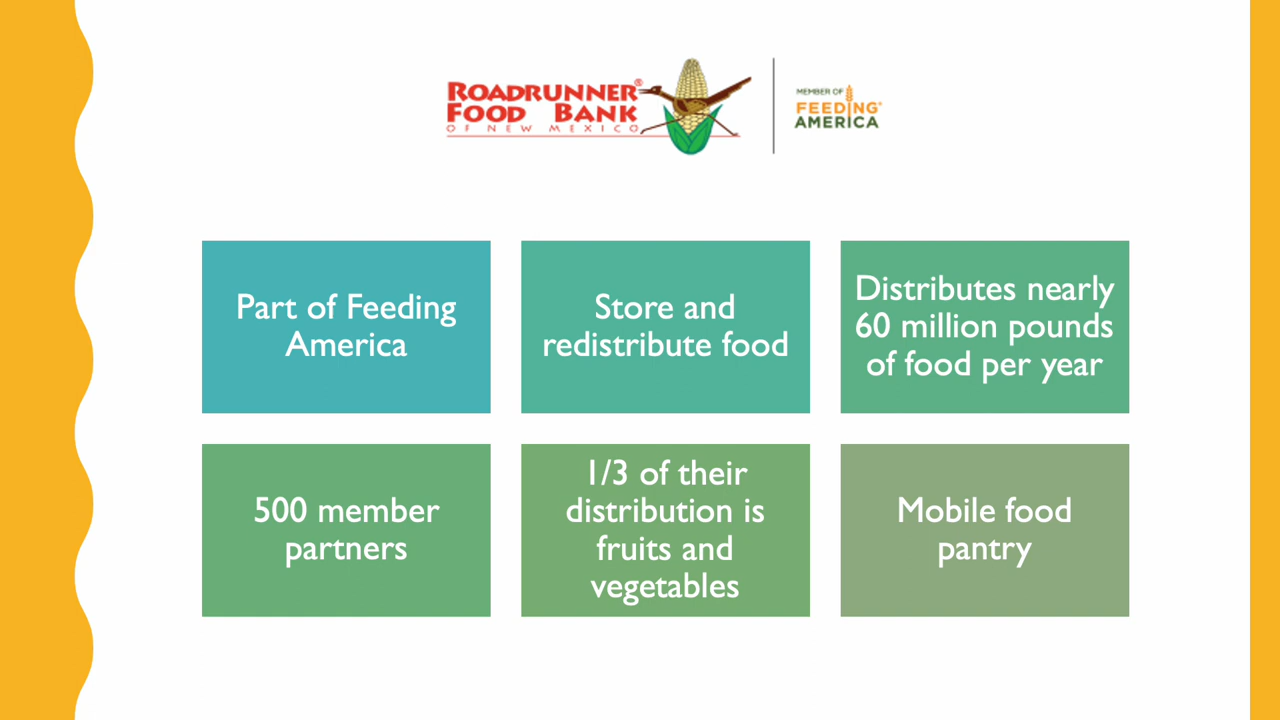 ROADRUNNER®
FOOD BANK
OF NEW MEXICO
MEMBER OF
FEEDING®
AMERICA
Part of Feeding
America
Store and
redistribute food
Distributes nearly
60 million pounds
of food per year
500 member
partners
1/3 of their
distribution is
fruits and
vegetables
Mobile food
pantry